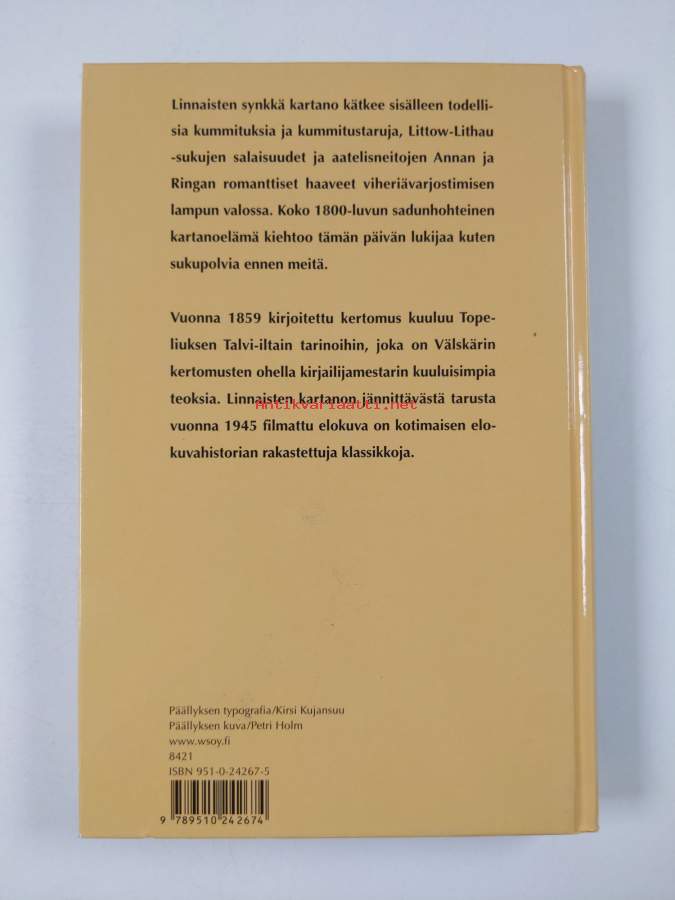 Linnaisten synkkä kartano kätkee sisälleen todelli-
sia kummituksia ja kummitustaruja, Littow-Lithau
-sukujen salaisuudet ja aatelisneitojen Annan ja
Ringan romanttiset haaveet viheriävarjostimisen
lampun valossa. Koko 1800-luvun sadunhohteinen
kartanoelämä kiehtoo tämän päivän lukijaa kuten
sukupolvia ennen meitä.
Vuonna 1859 kirjoitettu kertomus kuuluu Tope-
liuksen Talvi-iltain tarinoihin, joka on Välskärin
kertomusten ohella kirjailijamestarin kuuluisimpia
teoksia. Linnaisten kartanon jännittävästä tarusta
Antikvariaatti.net
vuonna 1945 filmattu elokuva on kotimaisen elo-
kuvahistorian rakastettuja klassikkoja.
Päällyksen typografia/Kirsi Kujansuu
Päällyksen kuva/Petri Holm
www.wsoy.fi
8421
ISBN 951-0-24267-5
9 789510 242674